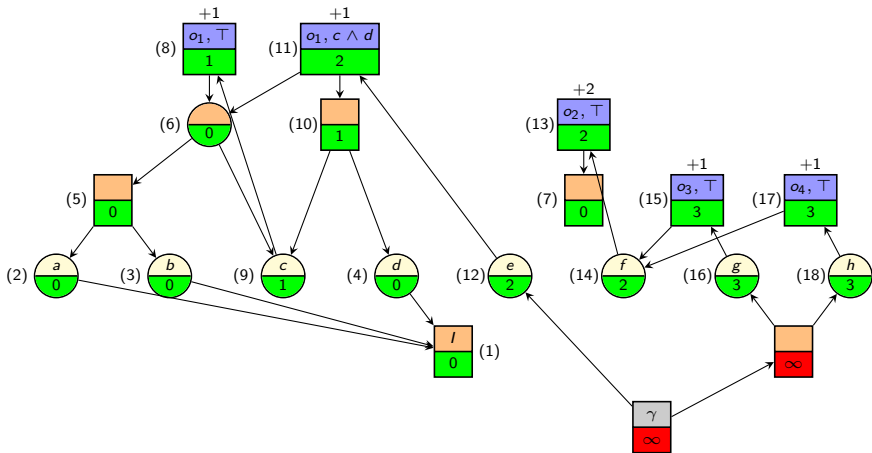 +1 +1
(8) o₁, ⊤ (11) o₁, c ∧ d
1 2
+2
(6) 0 (10) 1 (13) o₂, ⊤
2
+1 +1
(5) 0 (7) 0 (15) o₃, ⊤ (17) o₄, ⊤
3 3
(2) a (3) b (9) c (4) d (12) e (14) f (16) g (18) h
0 0 1 0 2 2 3 3
I
0 (1) ∞
γ
∞